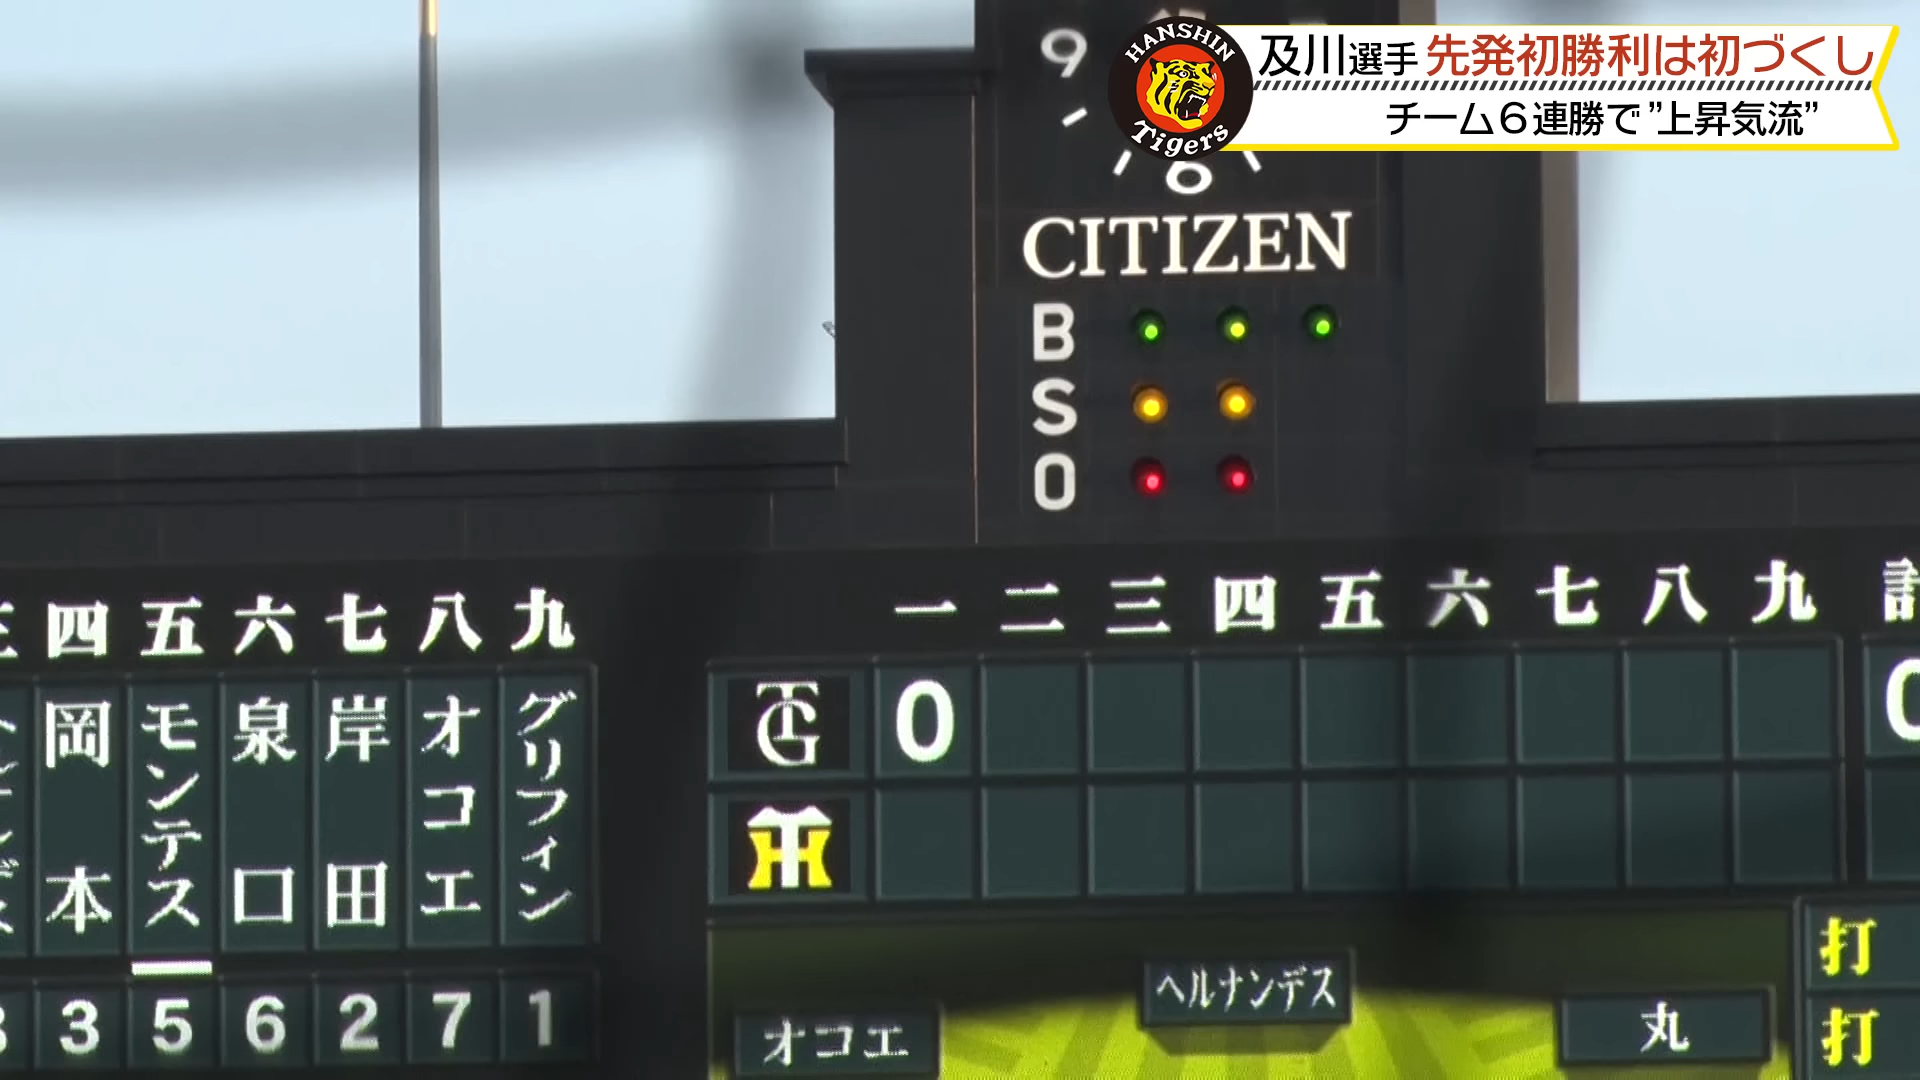 HANSHIN
Tigers
及川選手 先発初勝利は初づくし
チーム6連勝で”上昇気流”
9
6
CITIZEN
B
S
O
四 五 六 七 八 九
岡本 モンテス 泉口 岸田 オコエ グリフィン
3 5 6 2 7 1
一 二 三 四 五 六 七 八 九 計
TG 0
HT
ヘルナンデス
オコエ
丸
打
打